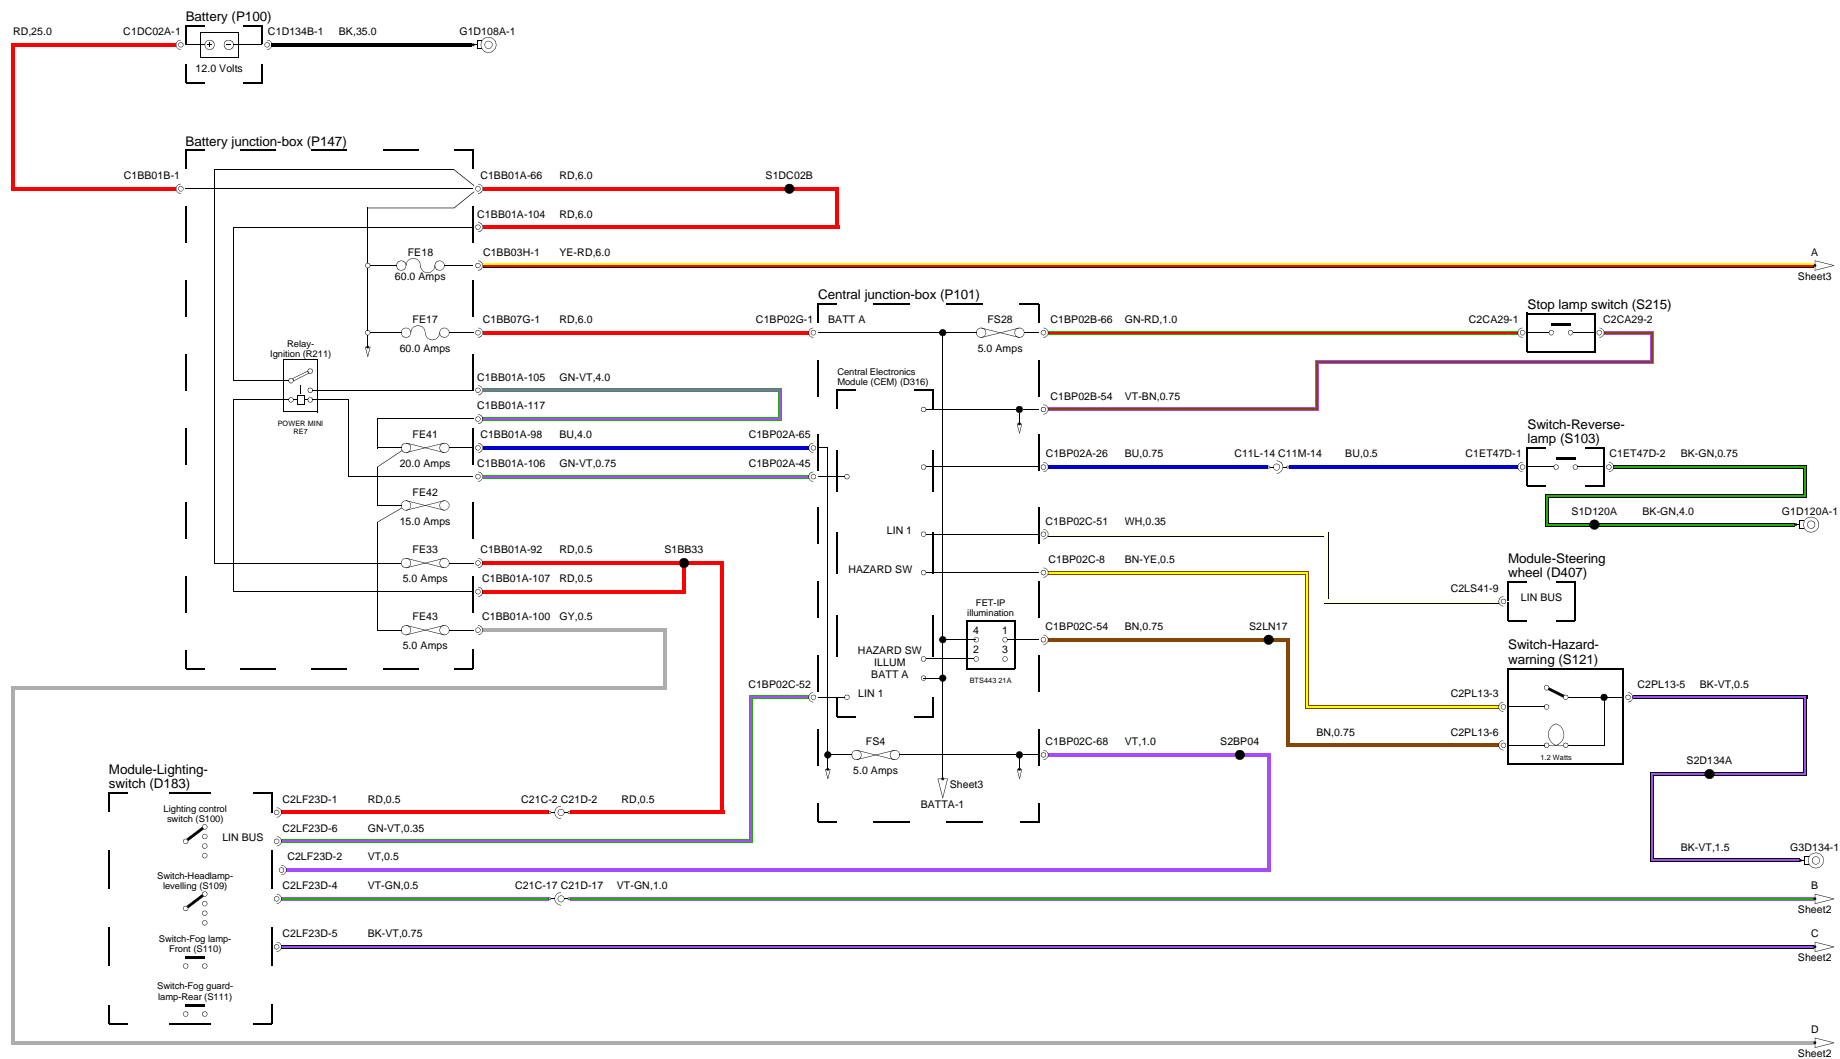 Battery (P100)
RD,25.0
C1DC02A-1
C1D134B-1
BK,35.0
G1D108A-1
12.0 Volts
Battery junction-box (P147)
C1BB01B-1
C1BB01A-66
RD,6.0
S1DC02B
C1BB01A-104
RD,6.0
FE18
60.0 Amps
C1BB03H-1
YE-RD,6.0
A
Sheet3
FE17
60.0 Amps
C1BB07G-1
RD,6.0
C1BP02G-1
Central junction-box (P101)
BATT A
FS28
5.0 Amps
C1BP02B-66
GN-RD,1.0
C2CA29-1
Stop lamp switch (S215)
C2CA29-2
Relay-
Ignition (R211)
POWER MINI
RE7
C1BB01A-105
GN-VT,4.0
C1BB01A-117
Central Electronics
Module (CEM) (D316)
C1BP02B-54
VT-BN,0.75
FE41
20.0 Amps
C1BB01A-98
BU,4.0
C1BP02A-65
C1BB01A-106
GN-VT,0.75
C1BP02A-45
C1BP02A-26
BU,0.75
C11L-14
C11M-14
BU,0.5
C1ET47D-1
Switch-Reverse-
lamp (S103)
C1ET47D-2
BK-GN,0.75
FE42
15.0 Amps
S1D120A
BK-GN,4.0
G1D120A-1
LIN 1
C1BP02C-51
WH,0.35
FE33
5.0 Amps
C1BB01A-92
RD,0.5
S1BB33
C1BB01A-107
RD,0.5
HAZARD SW
C1BP02C-8
BN-YE,0.5
Module-Steering
wheel (D407)
C2LS41-9
LIN BUS
FE43
5.0 Amps
C1BB01A-100
GY,0.5
FET-IP
illumination
4
1
2
3
BTS443 21A
C1BP02C-54
BN,0.75
S2LN17
HAZARD SW
ILLUM
BATT A
LIN 1
C1BP02C-52
Switch-Hazard-
warning (S121)
C2PL13-3
C2PL13-5
BK-VT,0.5
BN,0.75
C2PL13-6
1.2 Watts
FS4
5.0 Amps
C1BP02C-68
VT,1.0
S2BP04
S2D134A
Sheet3
BATTA-1
Module-Lighting-
switch (D183)
Lighting control
switch (S100)
LIN BUS
C2LF23D-1
RD,0.5
C21C-2
C21D-2
RD,0.5
C2LF23D-6
GN-VT,0.35
C2LF23D-2
VT,0.5
BK-VT,1.5
G3D134-1
Switch-Headlamp-
levelling (S109)
C2LF23D-4
VT-GN,0.5
C21C-17
C21D-17
VT-GN,1.0
B
Sheet2
Switch-Fog lamp-
Front (S110)
C2LF23D-5
BK-VT,0.75
C
Sheet2
Switch-Fog guard-
lamp-Rear (S111)
D
Sheet2